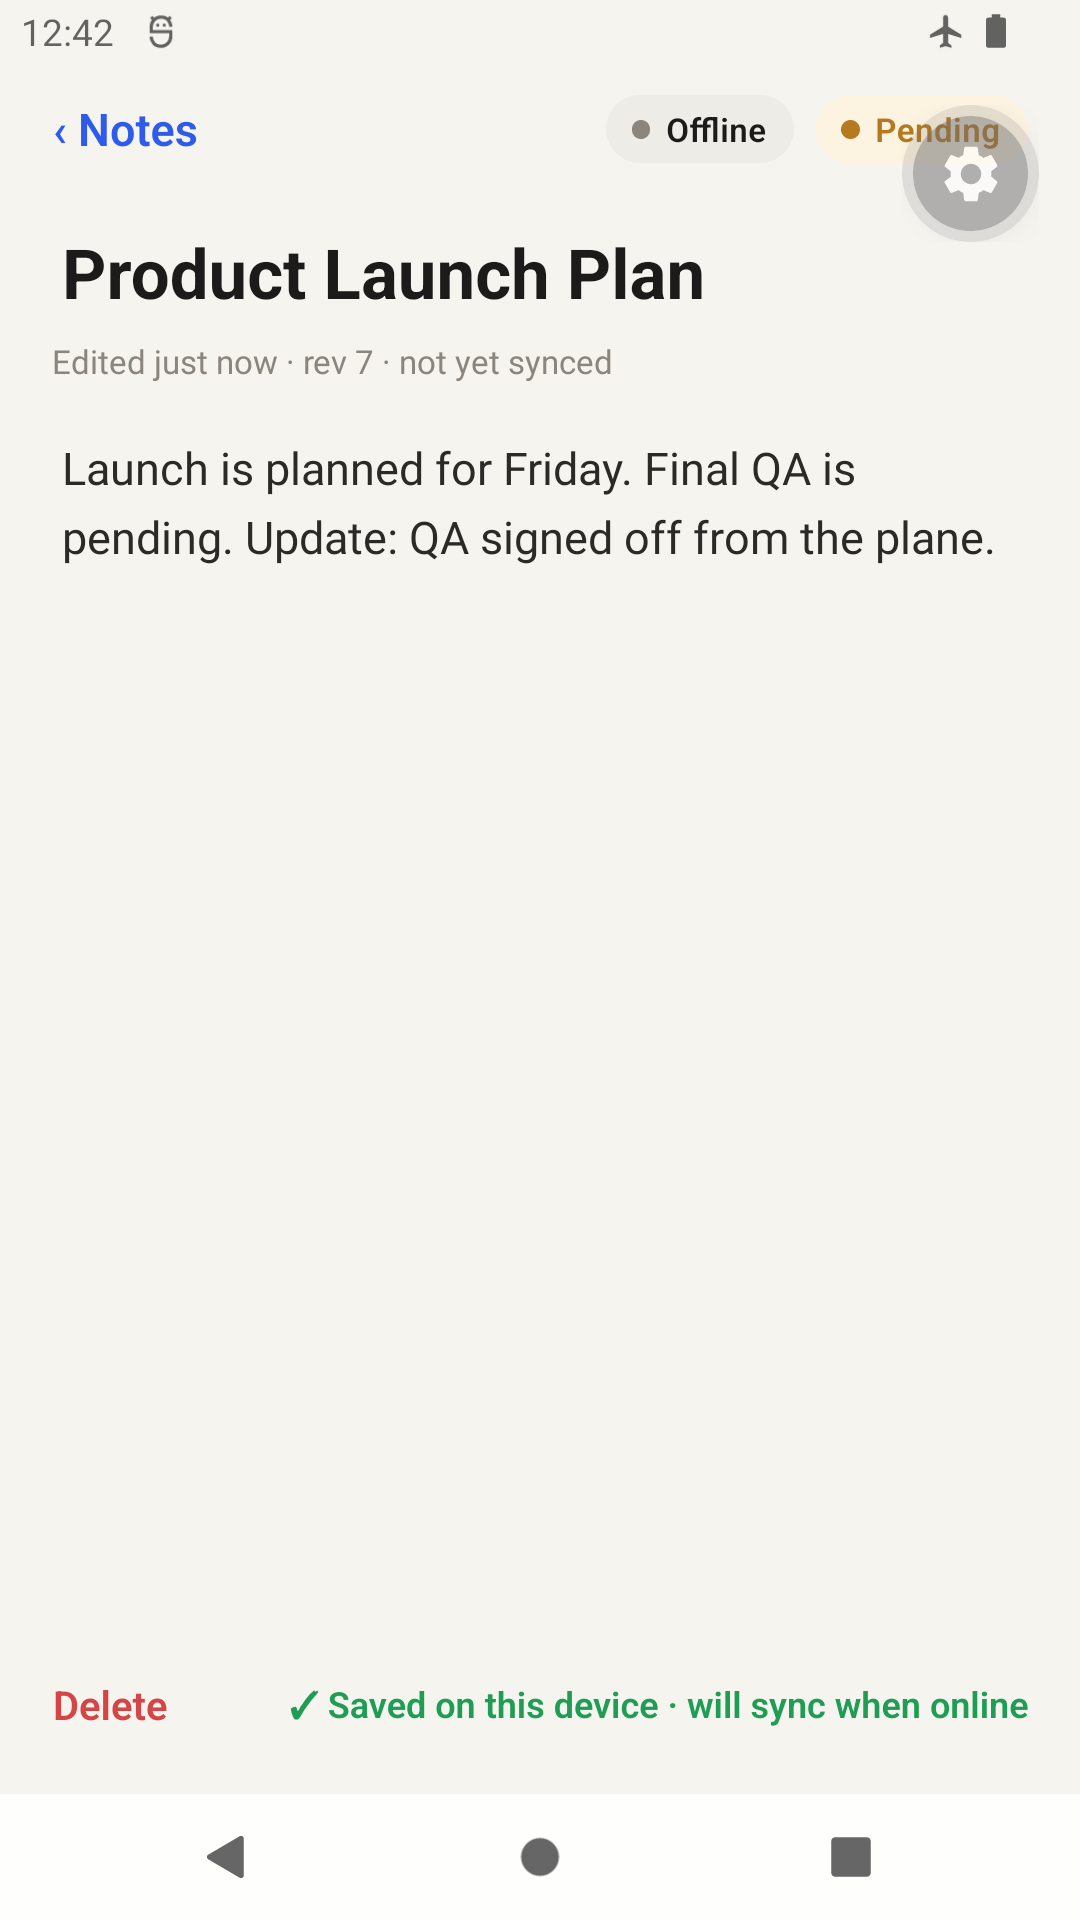 12:42
‹ Notes
Offline
Pending
Product Launch Plan
Edited just now · rev 7 · not yet synced
Launch is planned for Friday. Final QA is
pending. Update: QA signed off from the plane.
Delete
✓ Saved on this device · will sync when online